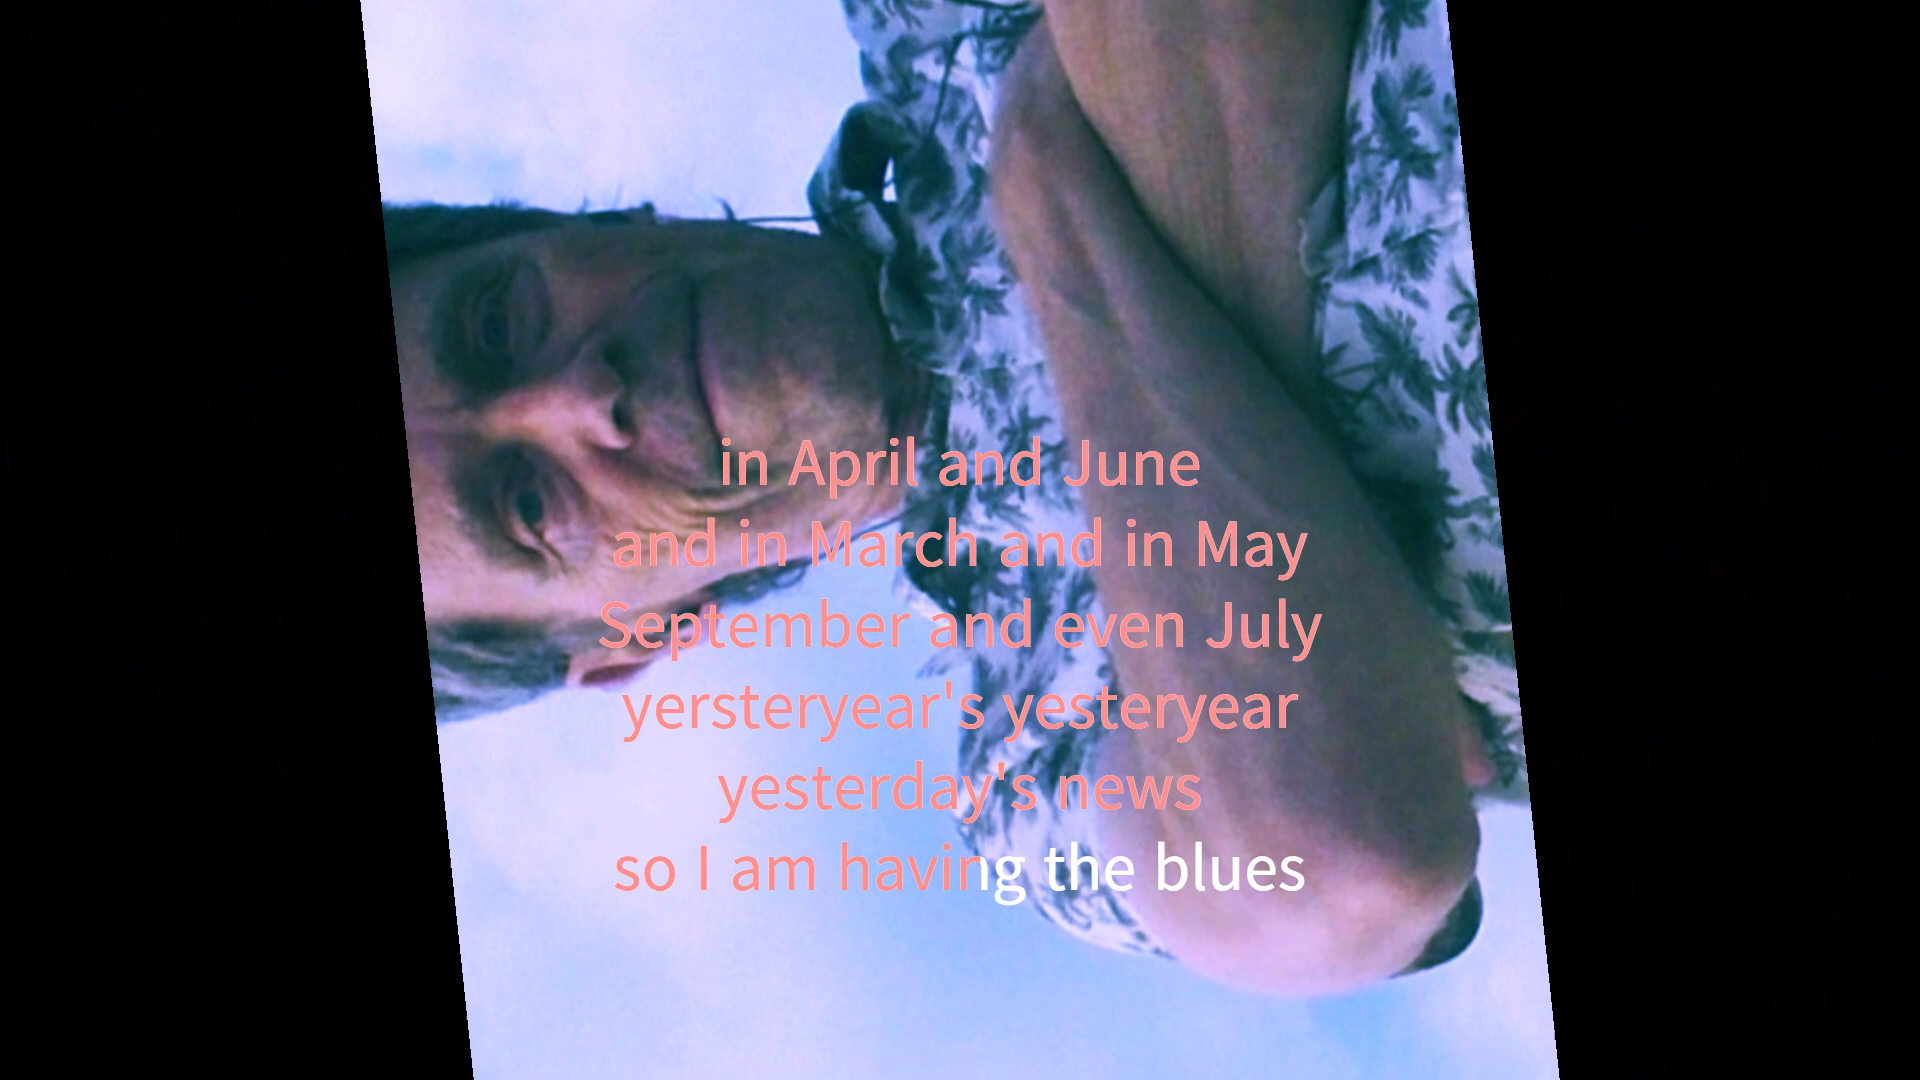 in April and June
and in March and in May
September and even July
yersteryear's yesteryear
yesterday's news
so I am having the blues